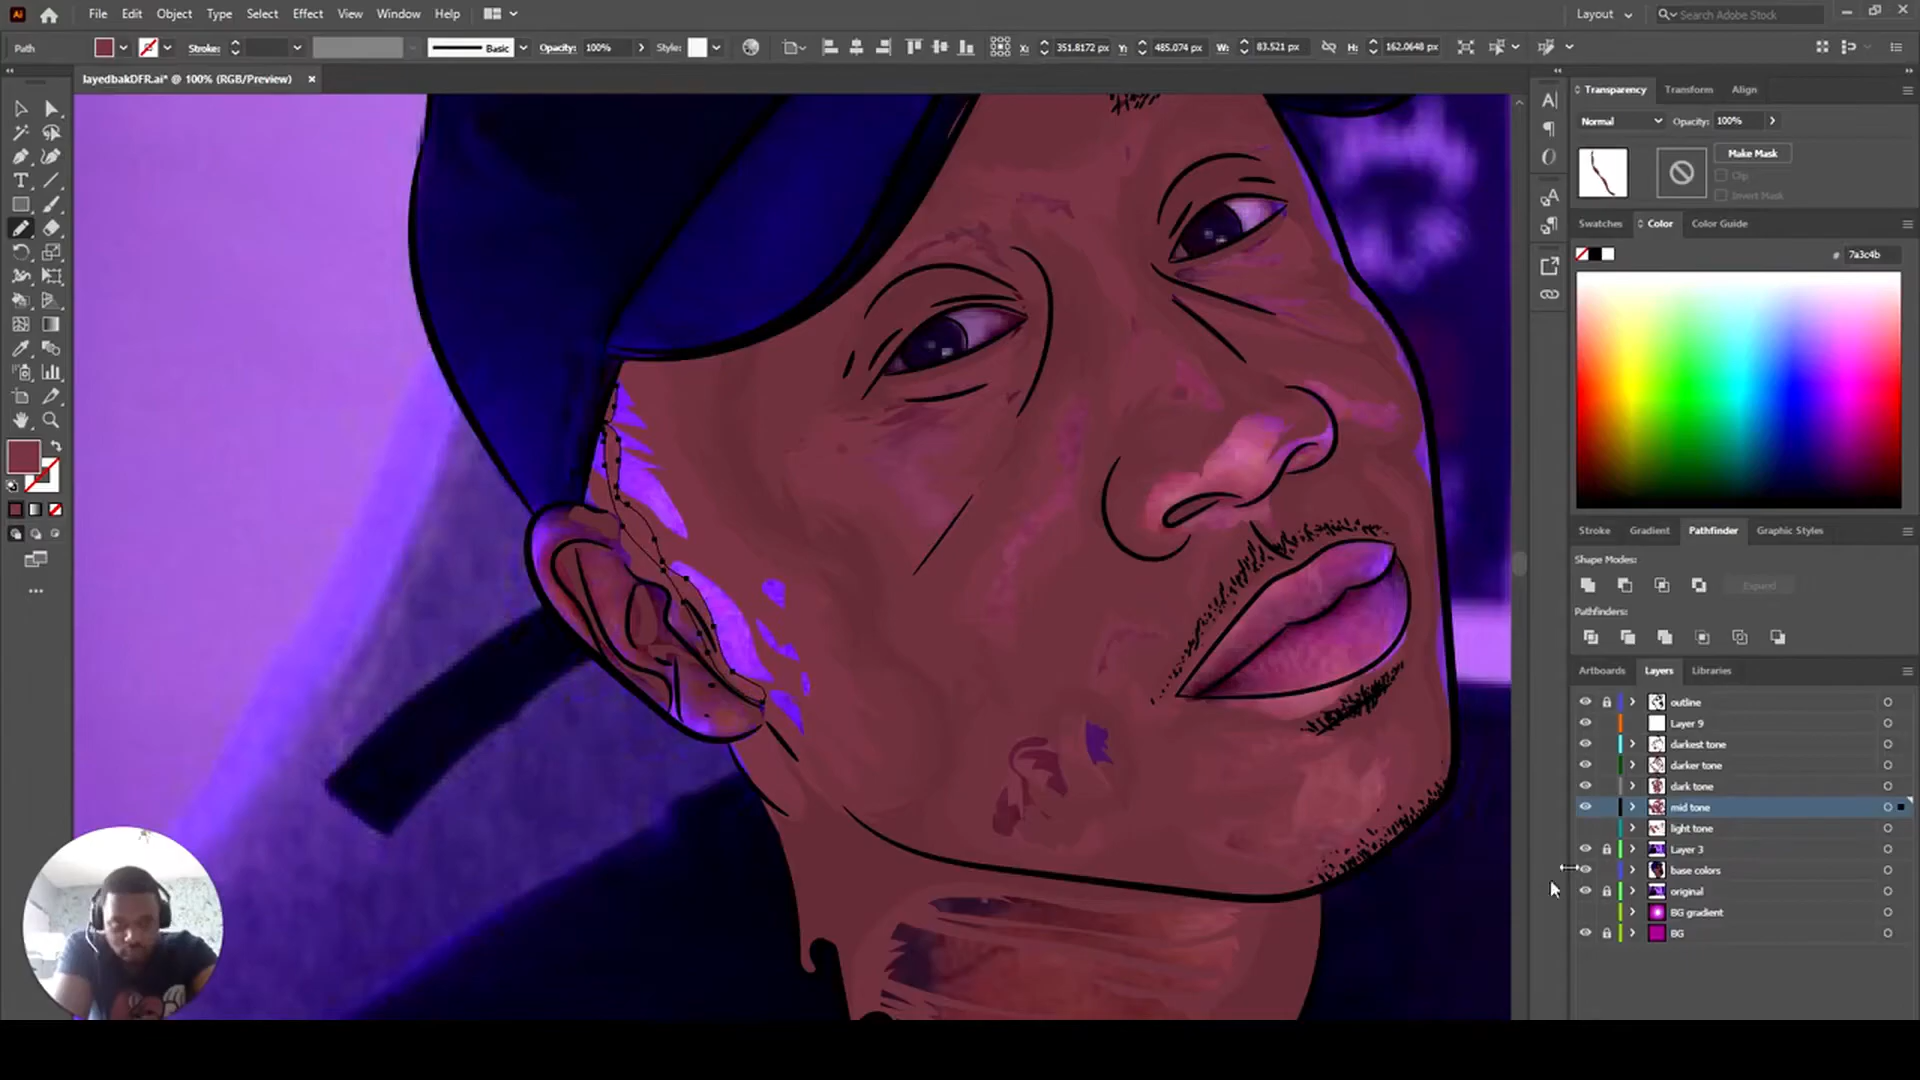 Ai File Edit Object Type Select Effect View Window Help Layout Search Adobe Stock
Path Stroke: Basic Opacity: 100% Style: X: 351.8172 px Y: 485.074 px W: 83.521 px H: 162.0648 px
layedbakDFR.ai* @ 100% (RGB/Preview) ×
Transparency Transform Align
Normal Opacity: 100%
Make Mask
Clip
Invert Mask
Swatches Color Color Guide
# 7a3c4b
Stroke Gradient Pathfinder Graphic Styles
Shape Modes:
Expand
Pathfinders:
Artboards Layers Libraries
outline
Layer 9
darkest tone
darker tone
dark tone
mid tone
light tone
Layer 3
base colors
original
BG gradient
BG